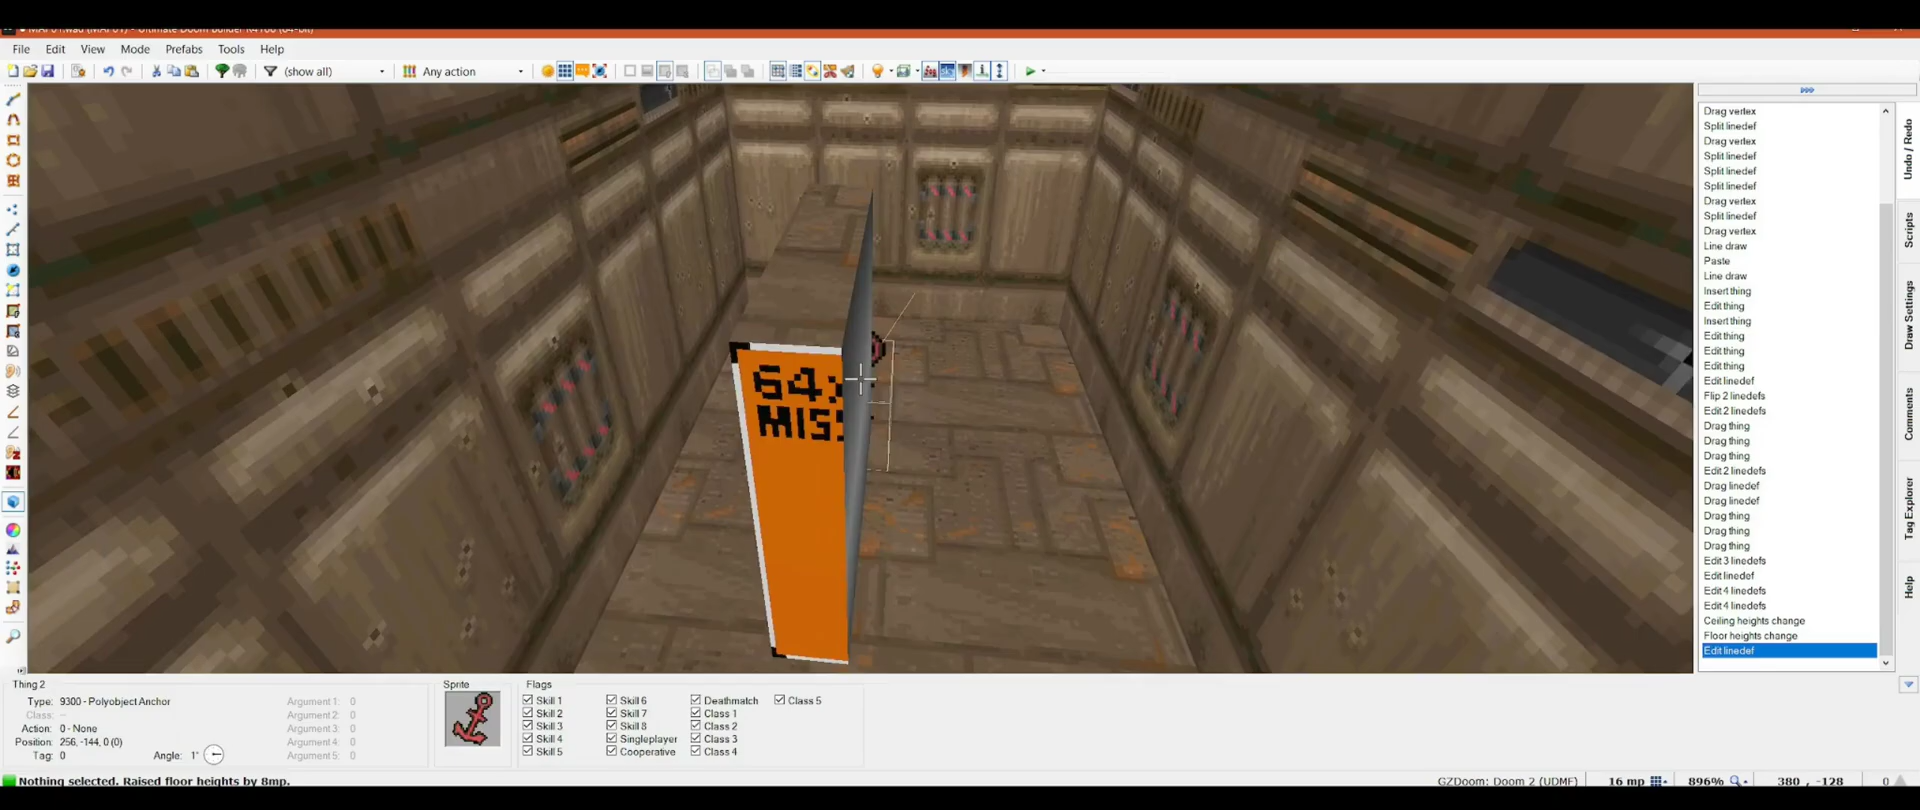 File Edit View Mode Prefabs Tools Help
(show all) Any action
64
MIS
Drag vertex
Split linedef
Drag vertex
Split linedef
Split linedef
Split linedef
Drag vertex
Split linedef
Drag vertex
Line draw
Paste
Line draw
Insert thing
Edit thing
Insert thing
Edit thing
Edit thing
Edit thing
Edit linedef
Flip 2 linedefs
Edit 2 linedefs
Drag thing
Drag thing
Drag thing
Edit 2 linedefs
Drag linedef
Drag linedef
Drag thing
Drag thing
Drag thing
Edit 3 linedefs
Edit linedef
Edit 4 linedefs
Edit 4 linedefs
Ceiling heights change
Floor heights change
Edit linedef
Undo / Redo
Scripts
Draw Settings
Comments
Tag Explorer
Help
Thing 2
Type: 9300 - Polyobject Anchor
Class: --
Action: 0 - None
Position: 256, -144, 0 (0)
Tag: 0 Angle: 1°
Argument 1: 0
Argument 2: 0
Argument 3: 0
Argument 4: 0
Argument 5: 0
Sprite
Flags
Skill 1 Skill 6 Deathmatch Class 5
Skill 2 Skill 7 Class 1
Skill 3 Skill 8 Class 2
Skill 4 Singleplayer Class 3
Skill 5 Cooperative Class 4
Nothing selected. Raised floor heights by 8mp.
GZDoom: Doom 2 (UDMF) 16 mp 896% 380 , -128 0